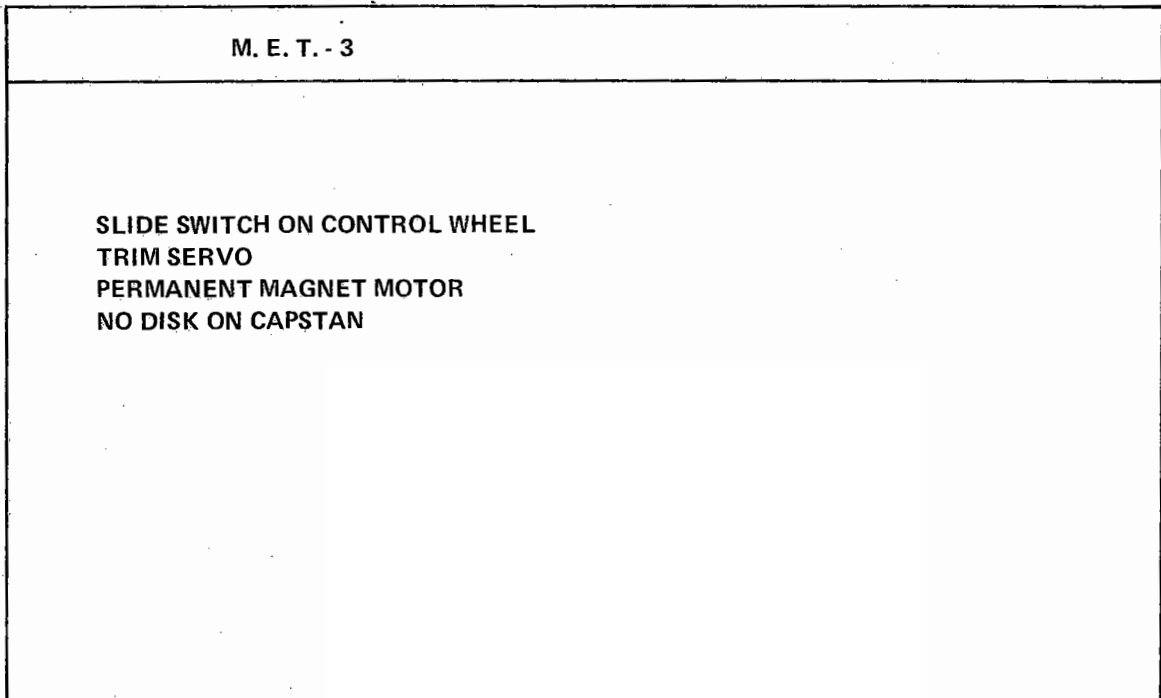 M. E. T. - 3
SLIDE SWITCH ON CONTROL WHEEL
TRIM SERVO
PERMANENT MAGNET MOTOR
NO DISK ON CAPSTAN